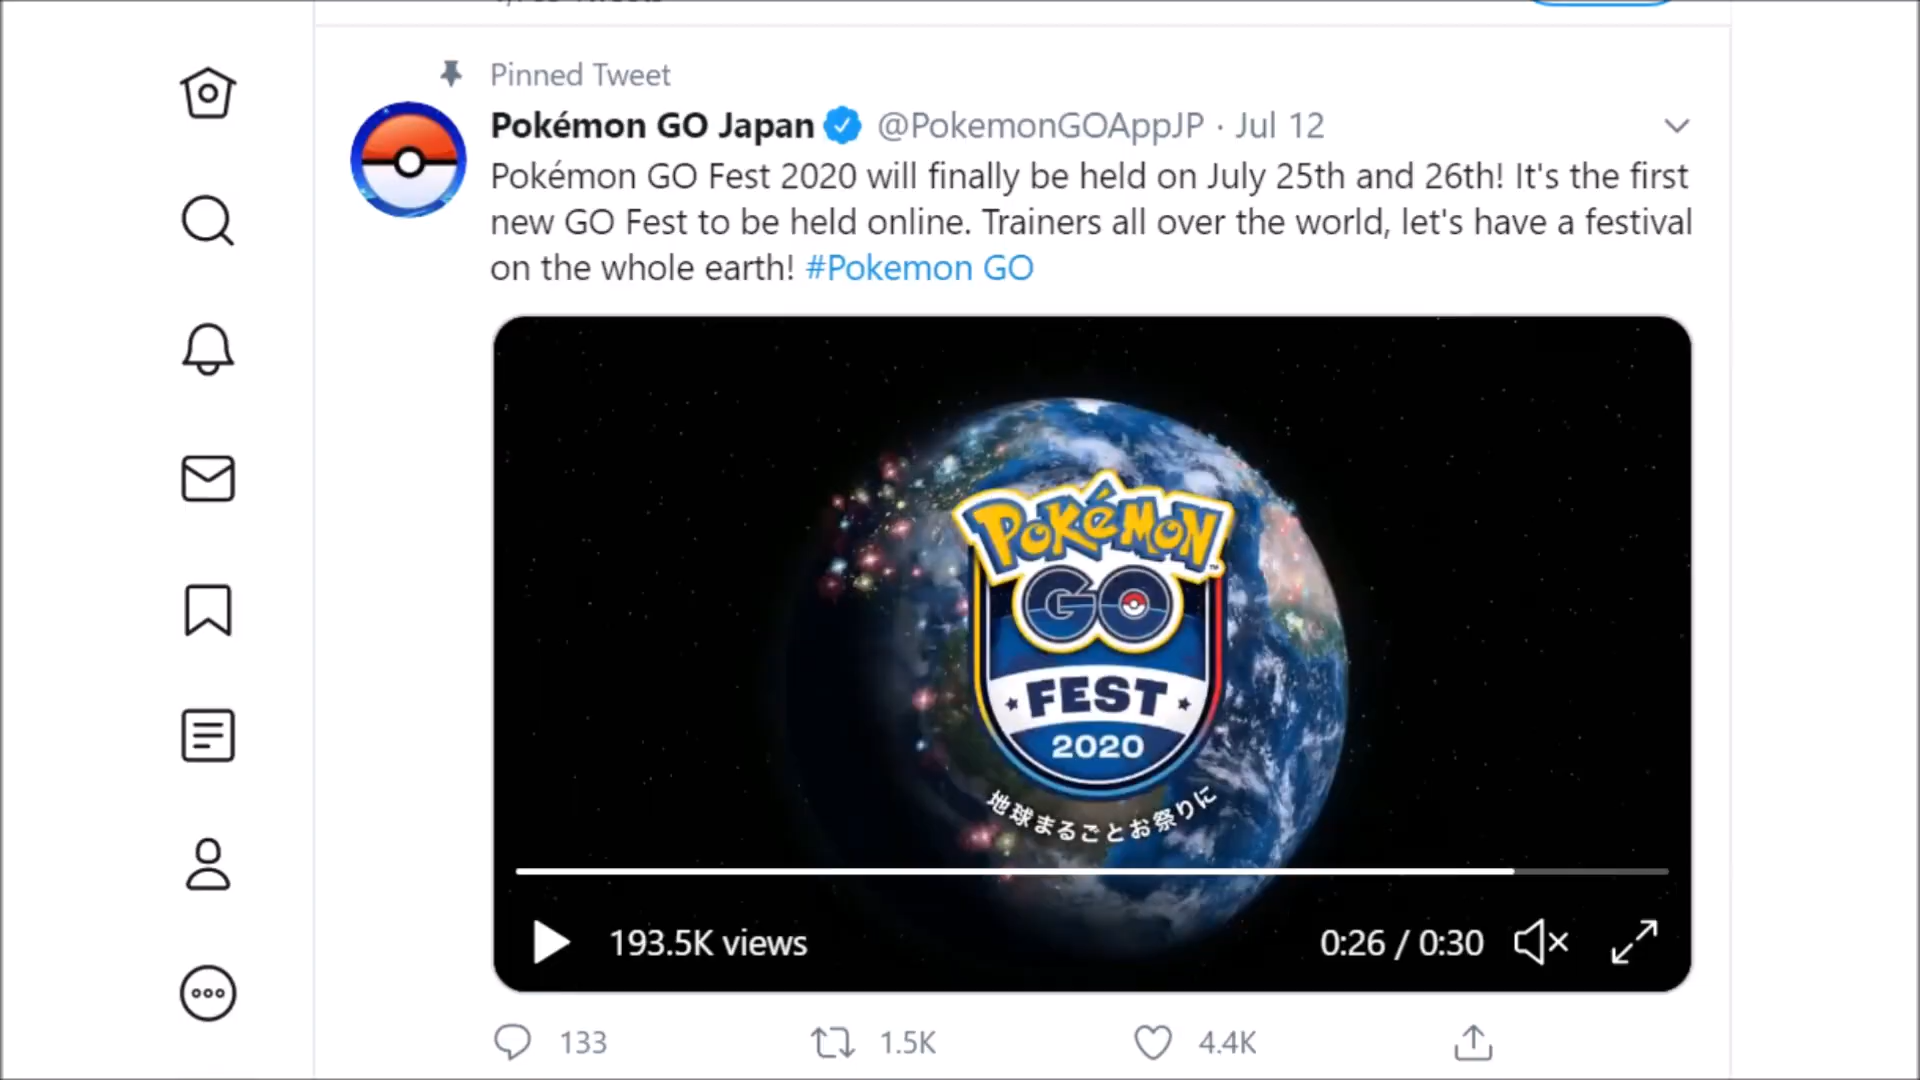 Pinned Tweet
Pokémon GO Japan @PokemonGOAppJP · Jul 12
Pokémon GO Fest 2020 will finally be held on July 25th and 26th! It's the first
new GO Fest to be held online. Trainers all over the world, let's have a festival
on the whole earth! #Pokemon GO
POKéMON
GO
FEST
2020
地球まるごとお祭りに
193.5K views
0:26 / 0:30
133
1.5K
4.4K